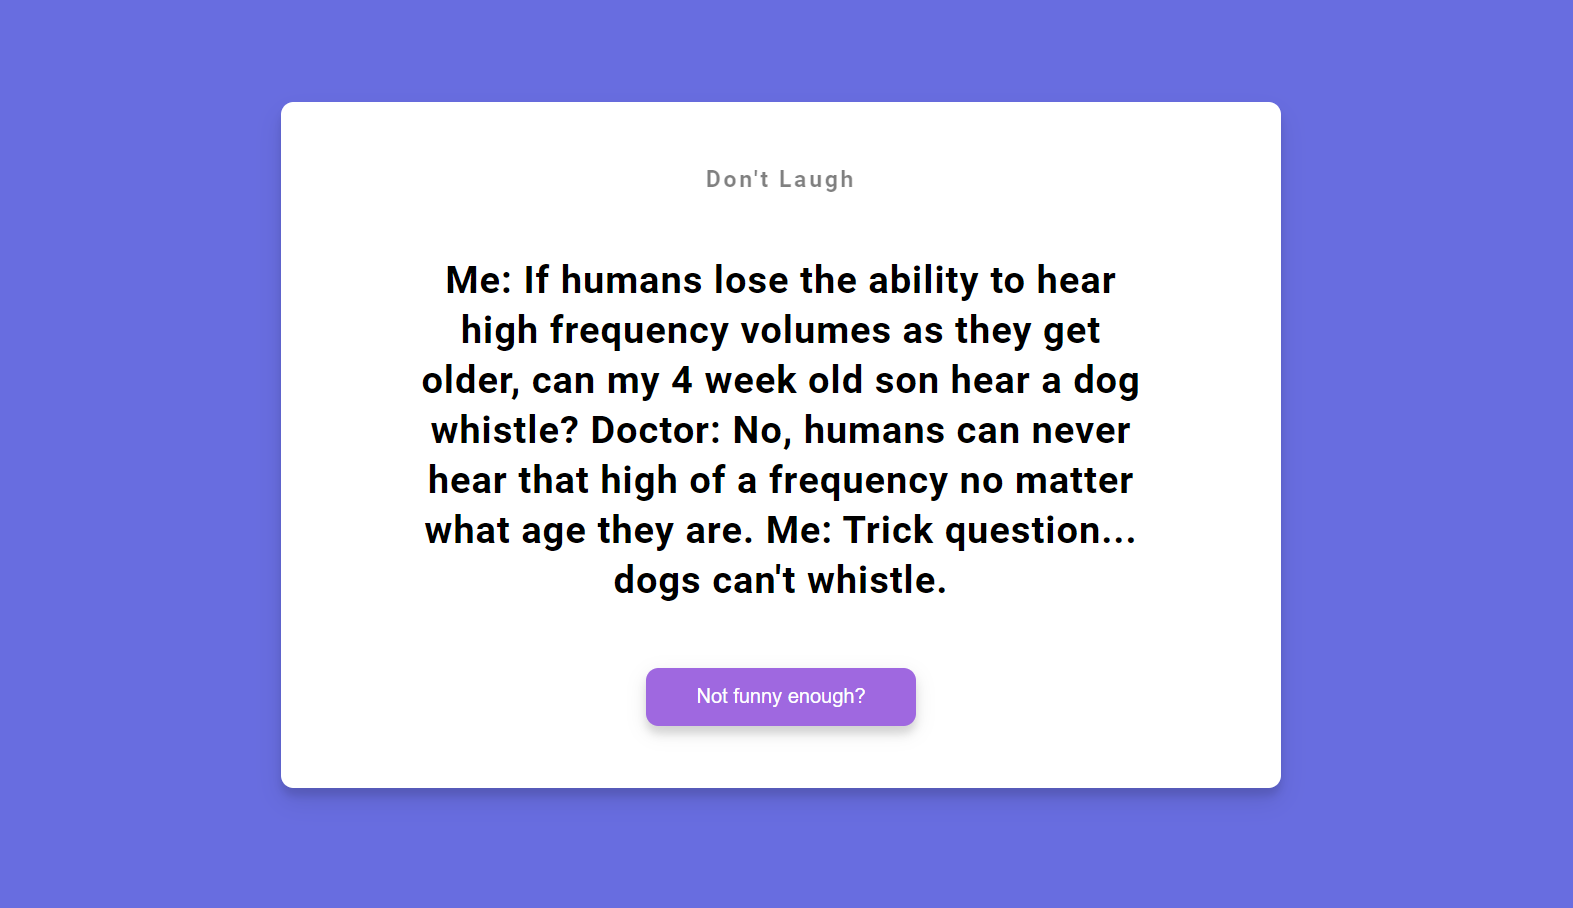 Don't Laugh
Me: If humans lose the ability to hear
high frequency volumes as they get
older, can my 4 week old son hear a dog
whistle? Doctor: No, humans can never
hear that high of a frequency no matter
what age they are. Me: Trick question...
dogs can't whistle.
Not funny enough?